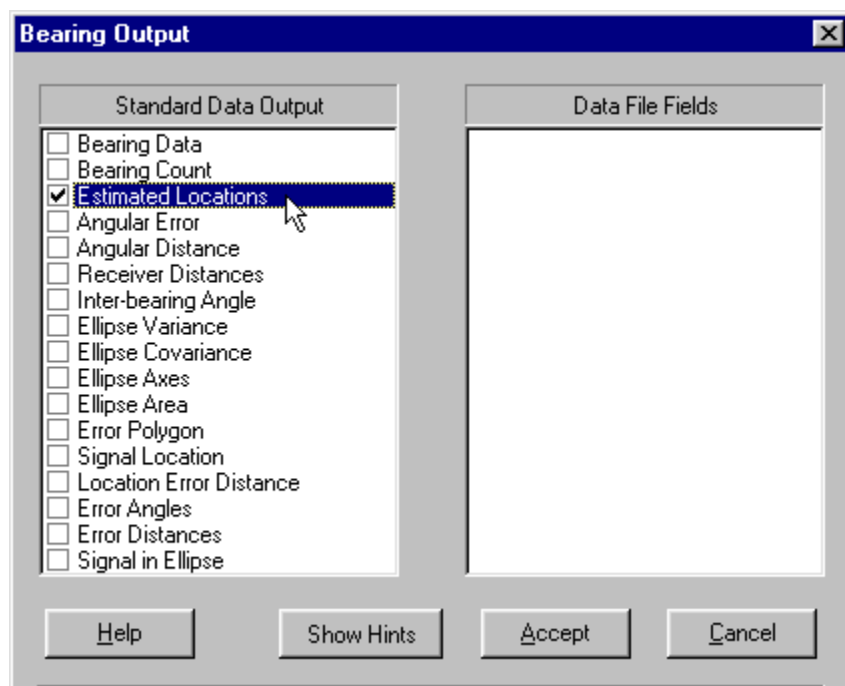 Bearing Output
Standard Data Output
Bearing Data
Bearing Count
Estimated Locations
Angular Error
Angular Distance
Receiver Distances
Inter-bearing Angle
Ellipse Variance
Ellipse Covariance
Ellipse Axes
Ellipse Area
Error Polygon
Signal Location
Location Error Distance
Error Angles
Error Distances
Signal in Ellipse
Data File Fields
Help
Show Hints
Accept
Cancel